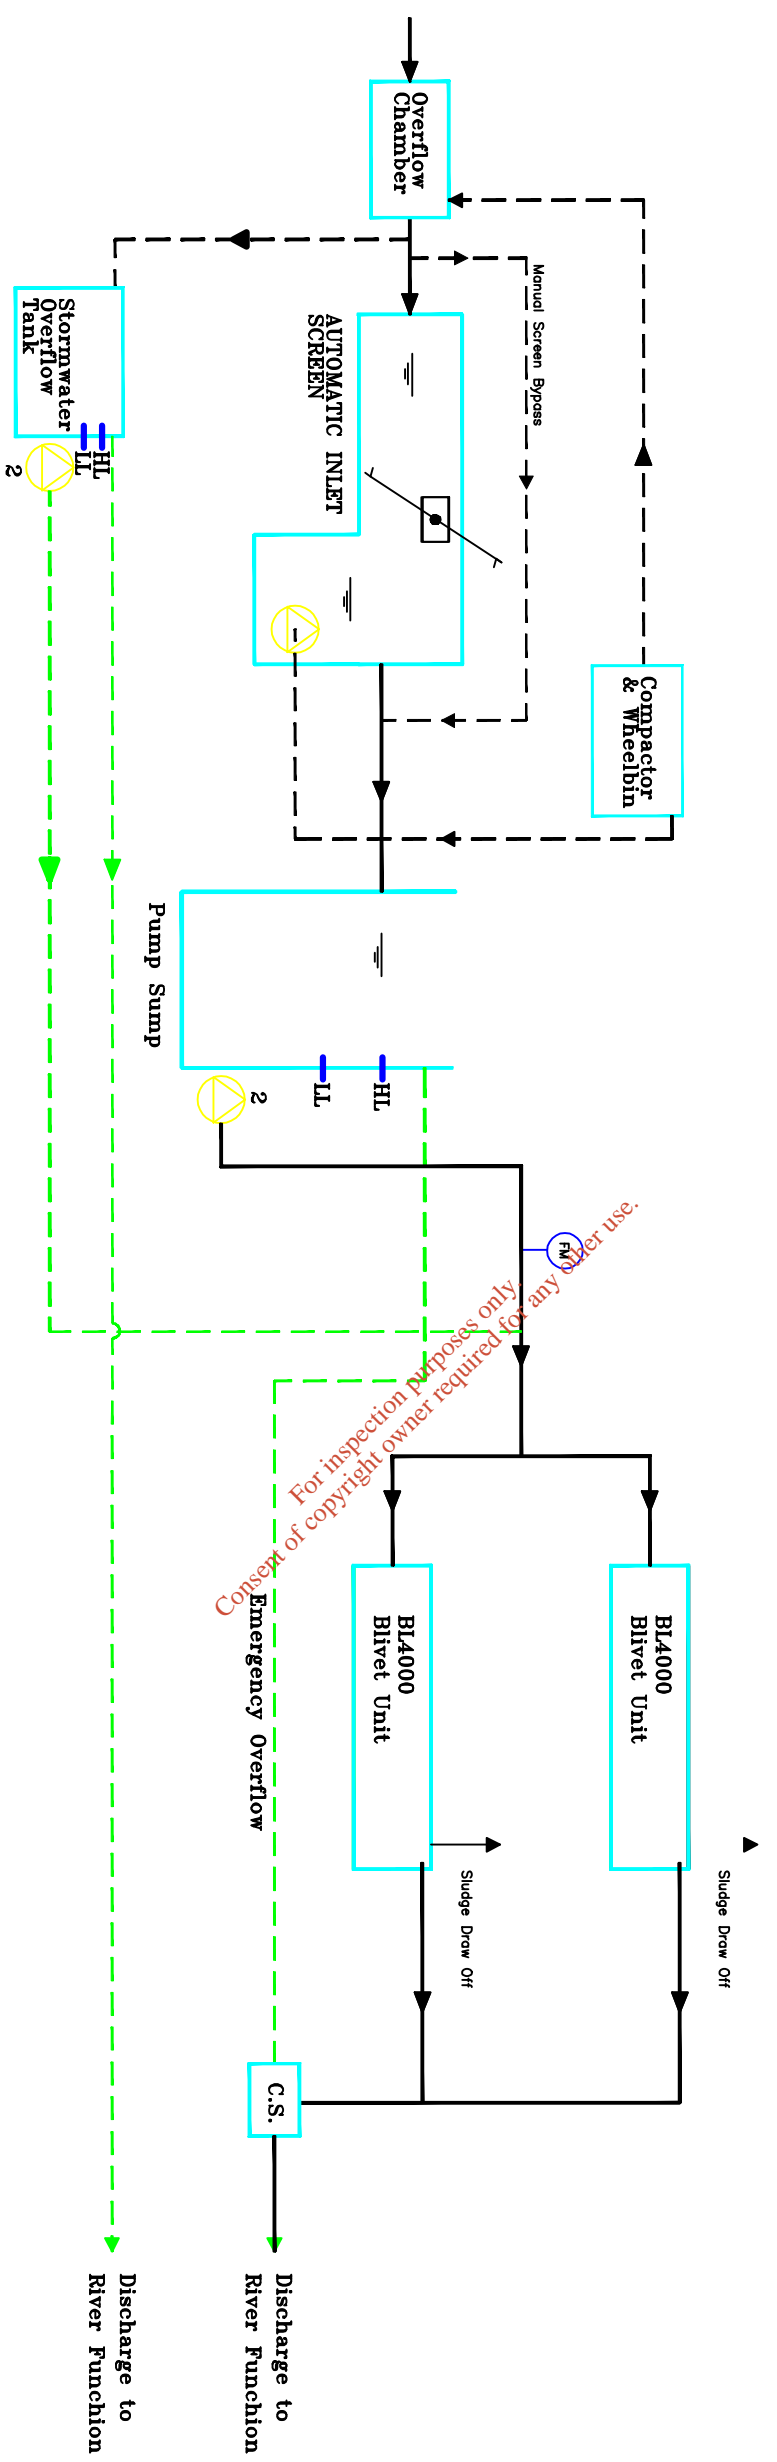 Overflow
Chamber
Manual Screen Bypass
AUTOMATIC INLET
SCREEN
Stormwater
Overflow
Tank
HL
LL
2
Compactor
& Wheelbin
Pump Sump
HL
LL
2
FM
For inspection purposes only.
Consent of copyright owner required for any other use.
BL4000
Blivet Unit
BL4000
Blivet Unit
Emergency Overflow
Sludge Draw Off
Sludge Draw Off
C.S.
Discharge to
River Funchion
Discharge to
River Funchion